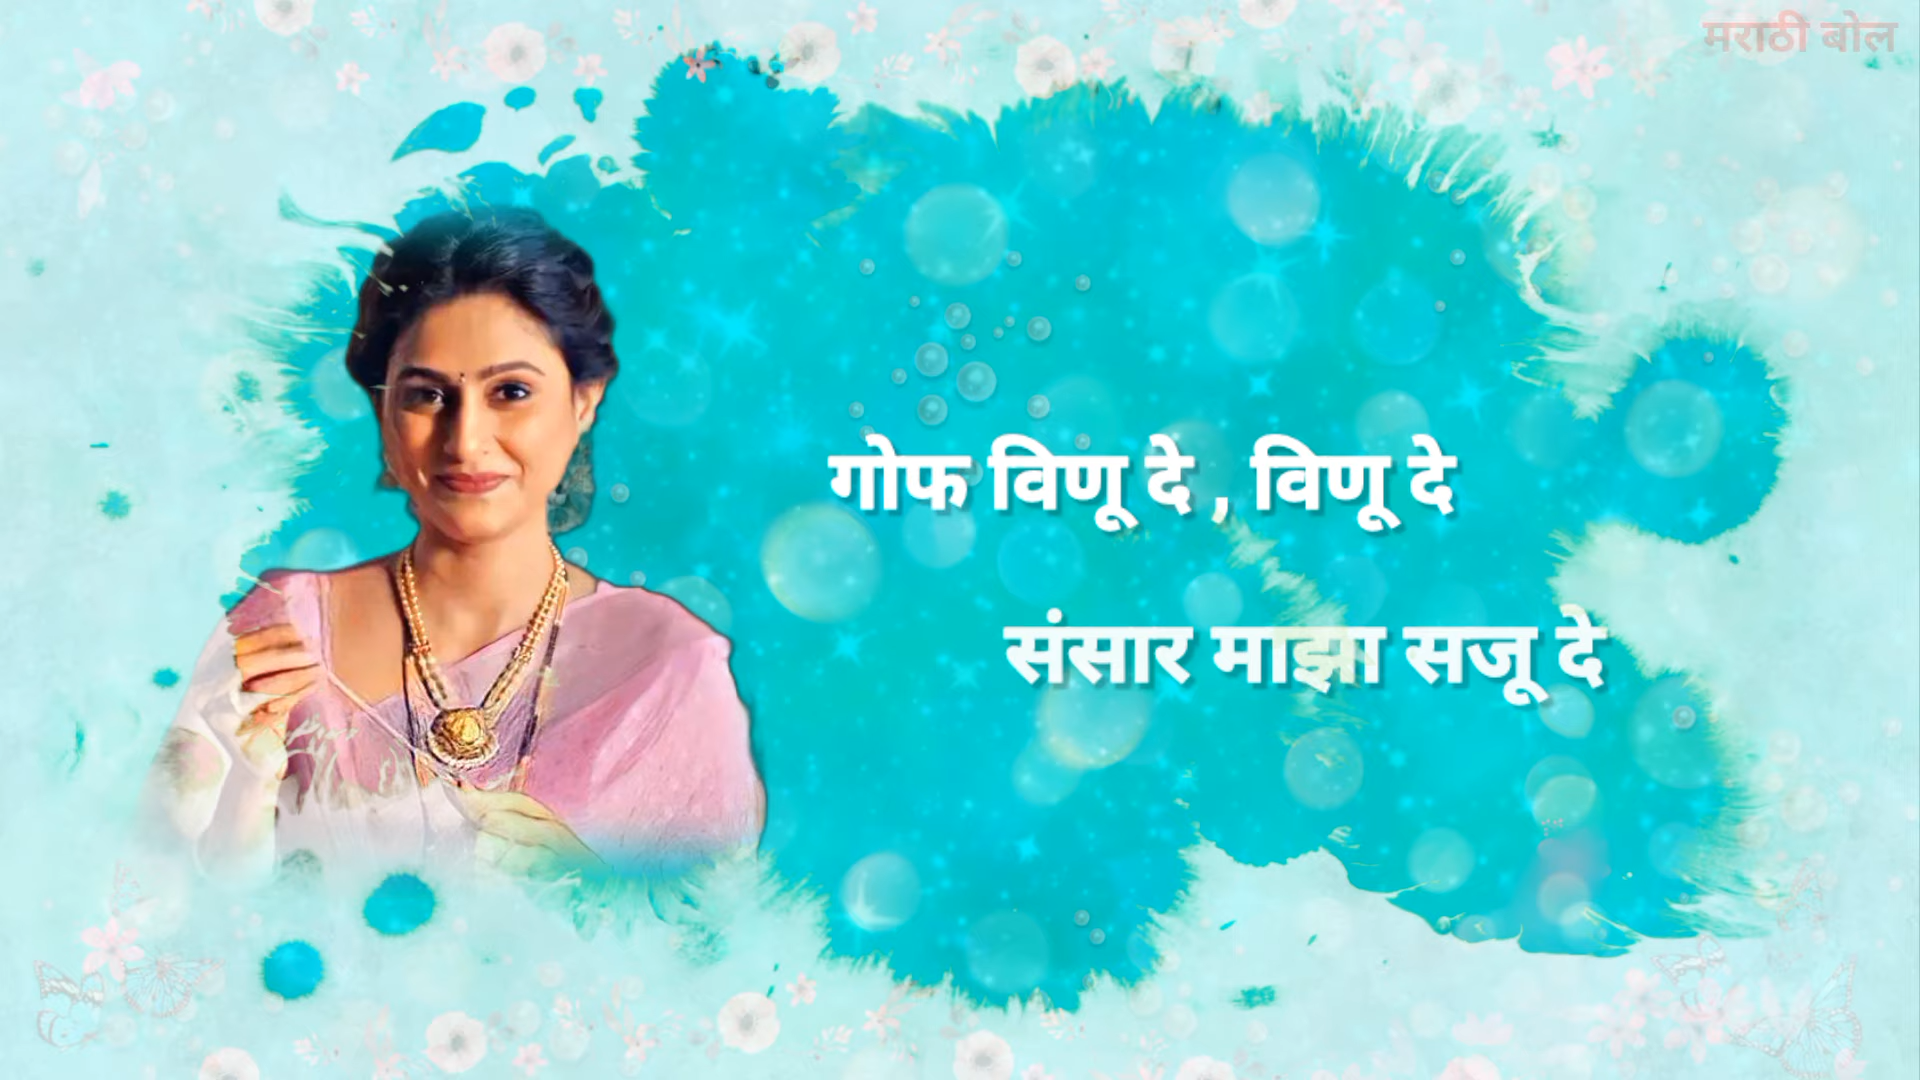 मराठी बोल
गोफ विणू दे , विणू दे
संसार माझा सजू दे